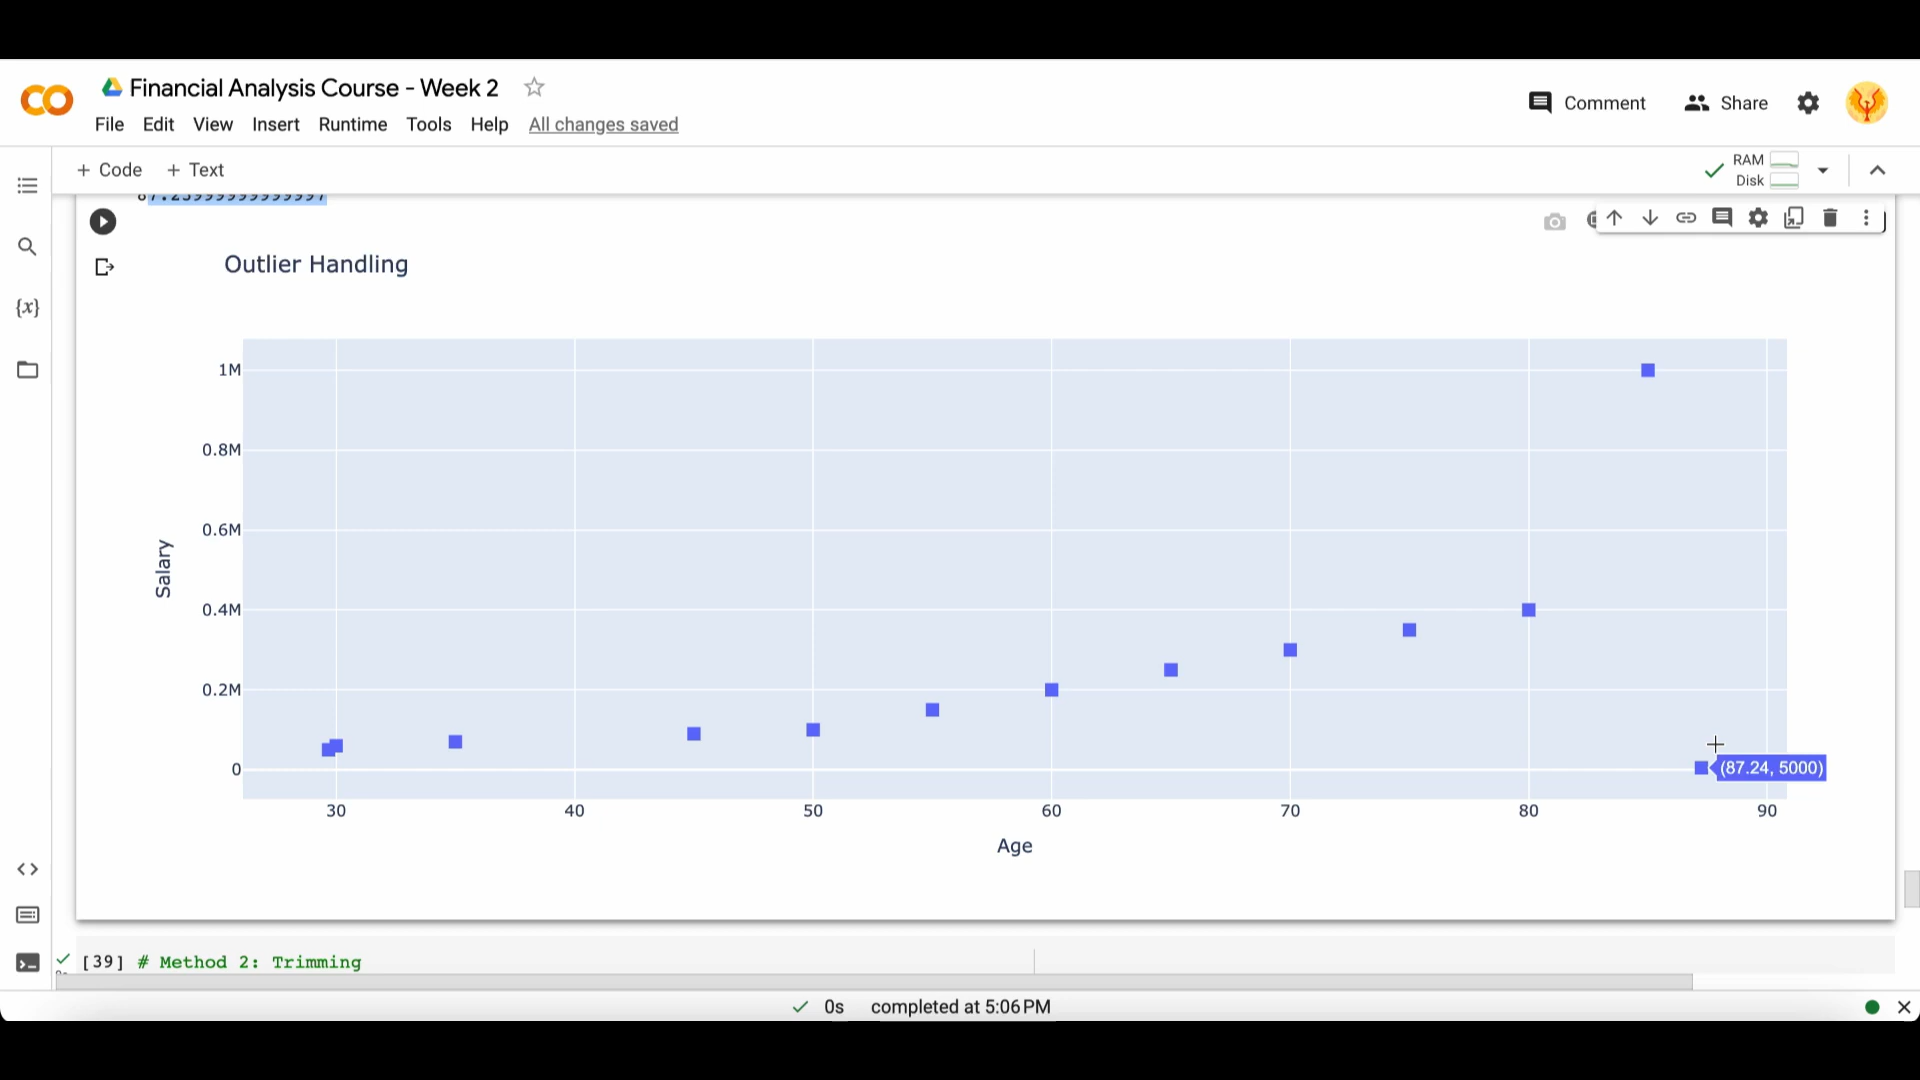 Financial Analysis Course - Week 2
Comment
Share
File Edit View Insert Runtime Tools Help All changes saved
+ Code + Text
RAM
Disk
87.23999999999997
Outlier Handling
1M
0.8M
0.6M
0.4M
0.2M
0
Salary
(87.24, 5000)
30 40 50 60 70 80 90
Age
[39] # Method 2: Trimming
0s completed at 5:06 PM